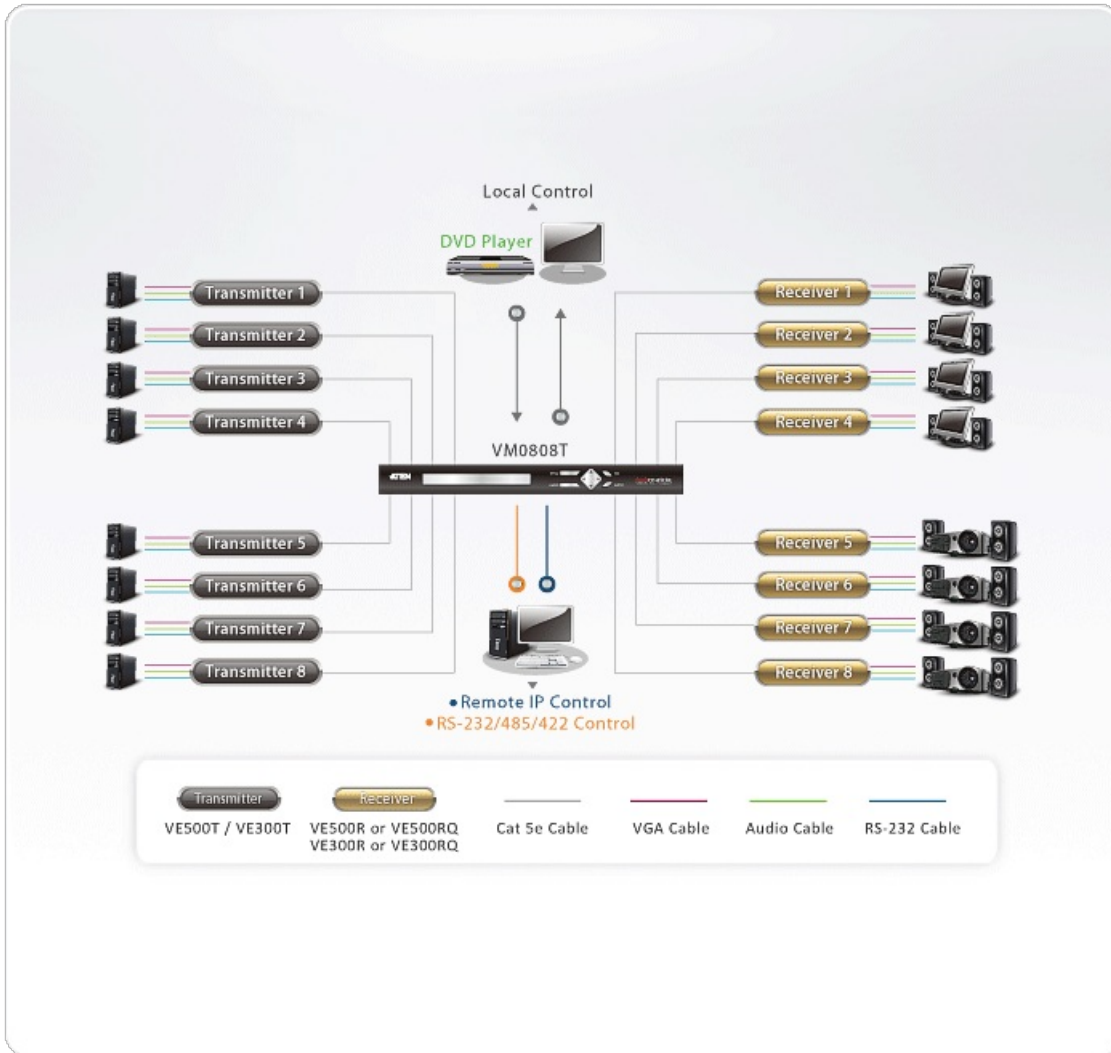 Local Control
DVD Player
Transmitter 1
Transmitter 2
Transmitter 3
Transmitter 4
Receiver 1
Receiver 2
Receiver 3
Receiver 4
VM0808T
ATEN
Transmitter 5
Transmitter 6
Transmitter 7
Transmitter 8
Receiver 5
Receiver 6
Receiver 7
Receiver 8
• Remote IP Control
• RS-232/485/422 Control
Transmitter
Receiver
VE500T / VE300T
VE500R or VE500RQ
VE300R or VE300RQ
Cat 5e Cable
VGA Cable
Audio Cable
RS-232 Cable